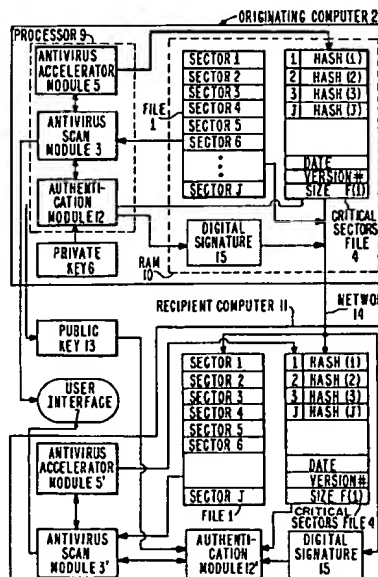 ORIGINATING COMPUTER 2
PROCESSOR 9
ANTIVIRUS
ACCELERATOR
MODULE 5
ANTIVIRUS
SCAN
MODULE 3
AUTHENTI-
CATION
MODULE 12
PRIVATE
KEY 6
FILE
1
SECTOR 1
SECTOR 2
SECTOR 3
SECTOR 4
SECTOR 5
SECTOR 6
SECTOR J
1 HASH (1)
2 HASH (2)
3 HASH (3)
J HASH (J)
DATE
VERSION #
SIZE F(1)
CRITICAL
SECTORS
FILE
4
DIGITAL
SIGNATURE
15
RAM
10
NETWOR
14
RECIPIENT COMPUTER 11
PUBLIC
KEY 13
USER
INTERFACE
7
ANTIVIRUS
ACCELERATOR
MODULE 5'
ANTIVIRUS
SCAN
MODULE 3'
SECTOR 1
SECTOR 2
SECTOR 3
SECTOR 4
SECTOR 5
SECTOR 6
SECTOR J
FILE 1'
1 HASH (1)
2 HASH (2)
3 HASH (3)
J HASH (J)
DATE
VERSION #
SIZE F(1)
CRITICAL
SECTORS FILE 4
AUTHENTI-
CATION
MODULE 12'
DIGITAL
SIGNATURE
15